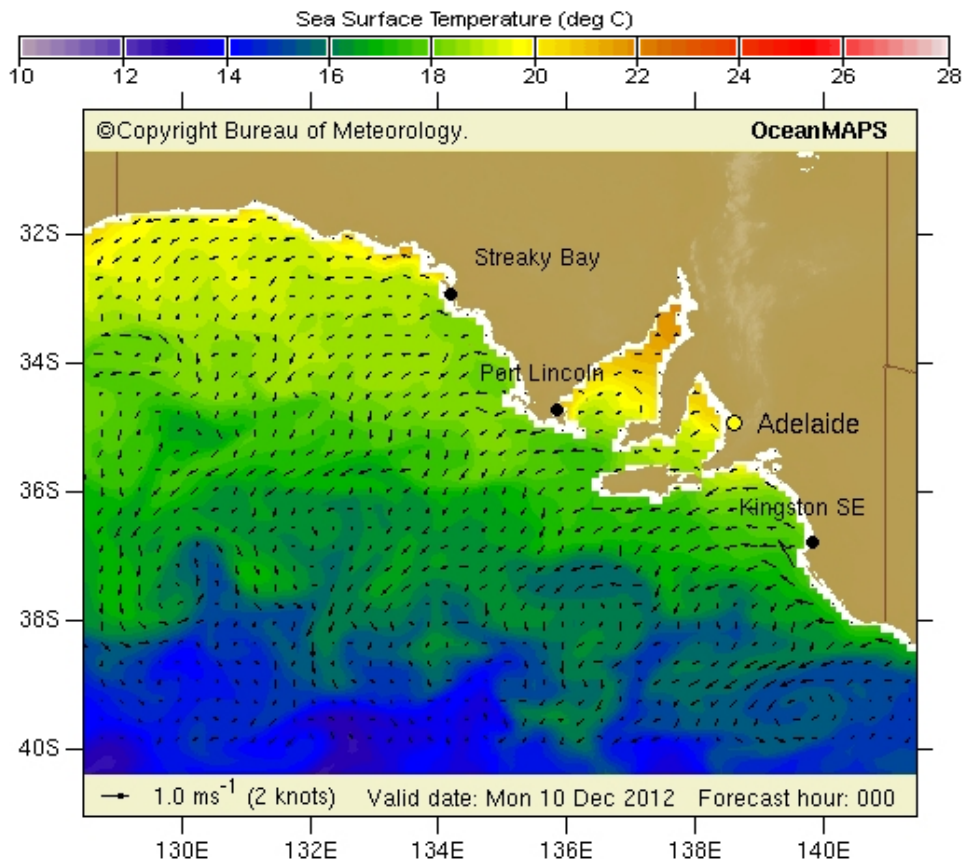 Sea Surface Temperature (deg C)
10 12 14 16 18 20 22 24 26 28
©Copyright Bureau of Meteorology. OceanMAPS
32S
Streaky Bay
34S
Port Lincoln
Adelaide
36S
Kingston SE
38S
40S
1.0 ms⁻¹ (2 knots) Valid date: Mon 10 Dec 2012 Forecast hour: 000
130E 132E 134E 136E 138E 140E